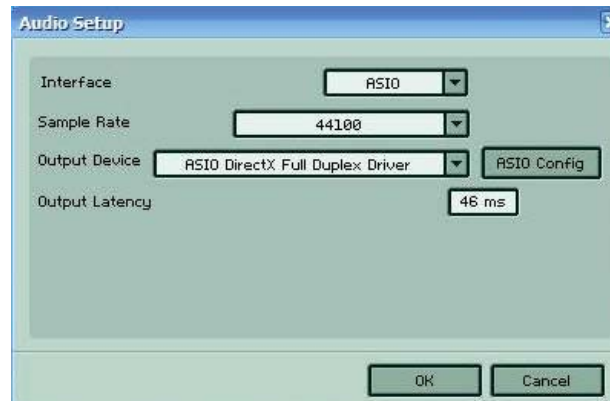 Audio Setup
Interface ASIO
Sample Rate 44100
Output Device ASIO DirectX Full Duplex Driver ASIO Config
Output Latency 46 ms
OK Cancel